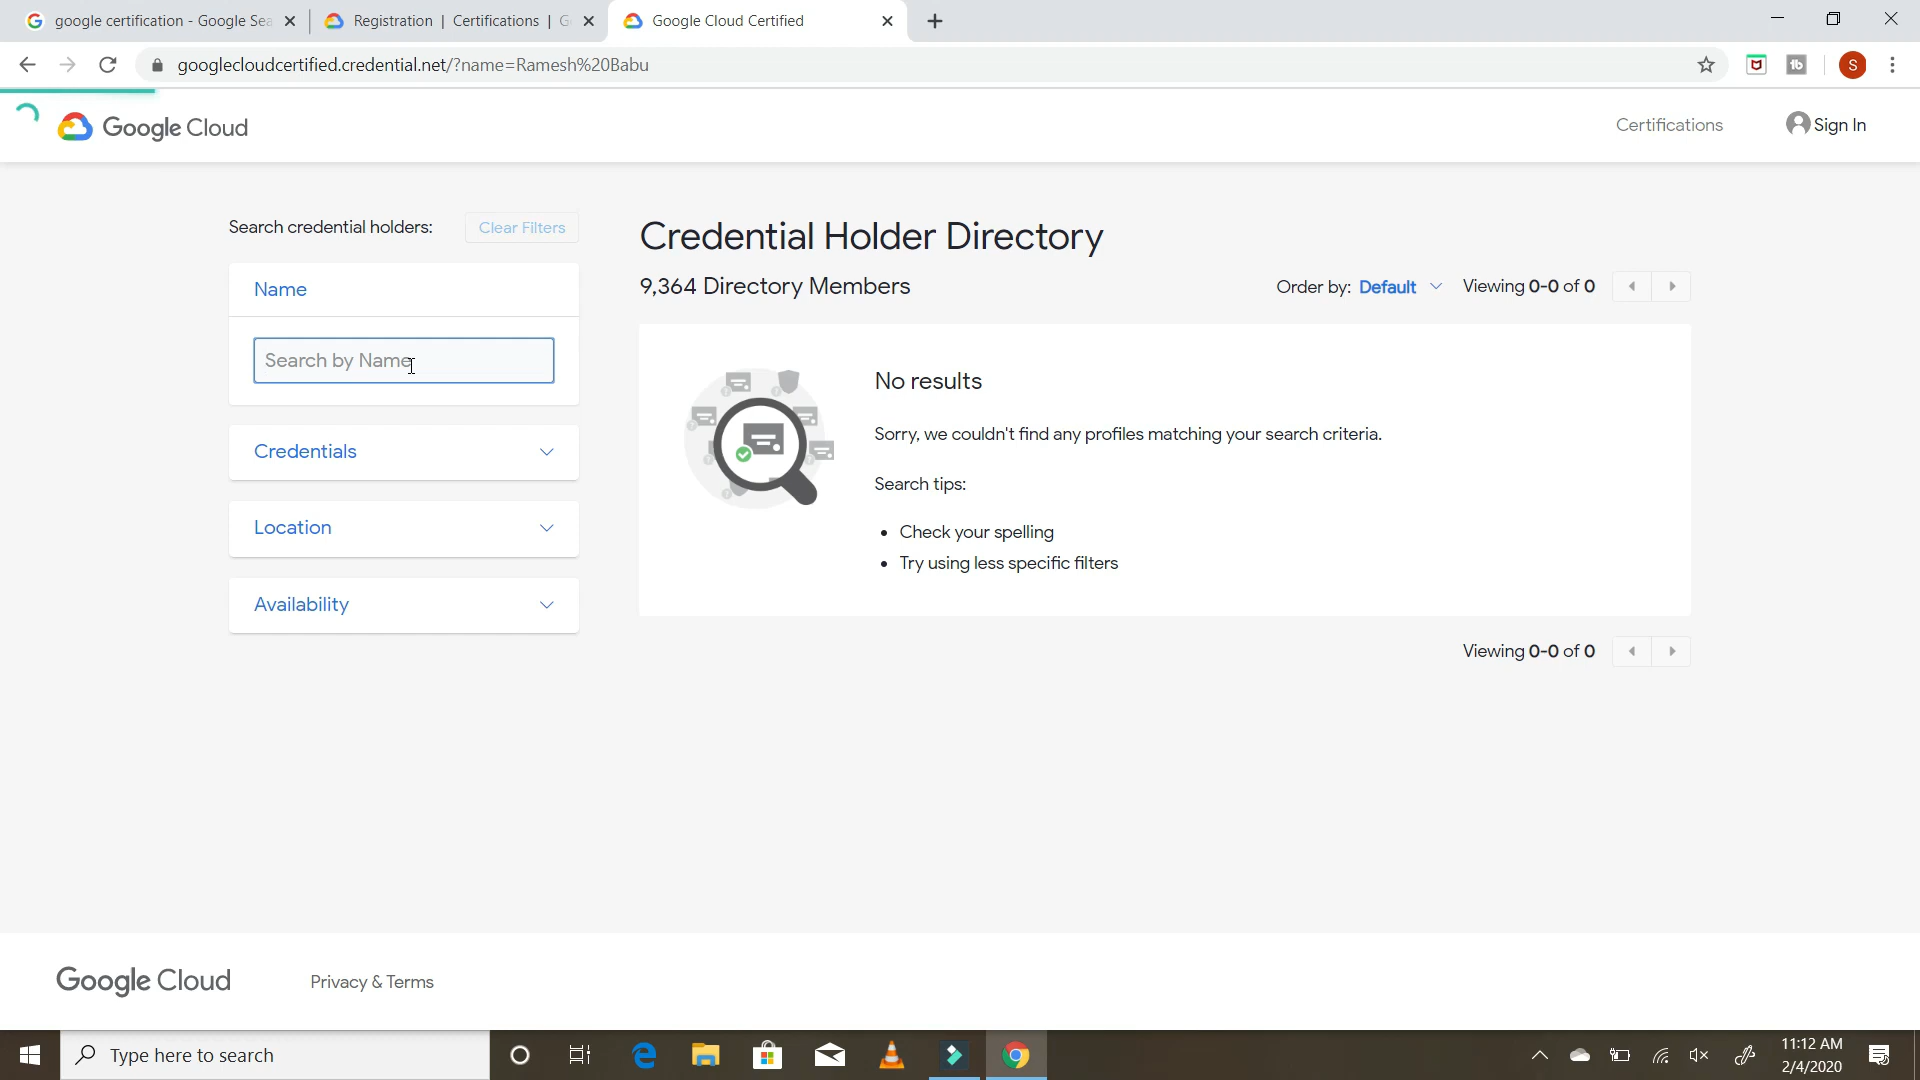 google certification - Google Sea
Registration | Certifications | G
Google Cloud Certified
googlecloudcertified.credential.net/?name=Ramesh%20Babu
S
Google Cloud
Certifications
Sign In
Search credential holders:
Clear Filters
Credential Holder Directory
9,364 Directory Members
Order by: Default
Viewing 0-0 of 0
Name
Search by Name
No results
Sorry, we couldn't find any profiles matching your search criteria.
Search tips:
Check your spelling
Try using less specific filters
Credentials
Location
Availability
Viewing 0-0 of 0
Google Cloud
Privacy & Terms
Type here to search
11:12 AM
2/4/2020